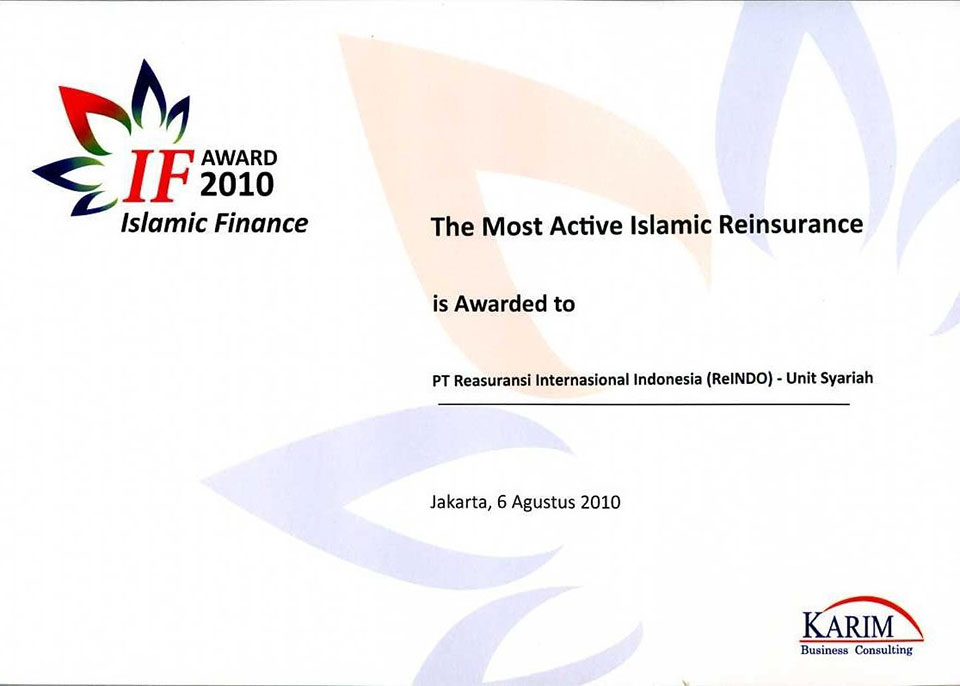 IF AWARD
2010
Islamic Finance
The Most Active Islamic Reinsurance
is Awarded to
PT Reasuransi Internasional Indonesia (ReINDO) - Unit Syariah
Jakarta, 6 Agustus 2010
KARIM
Business Consulting